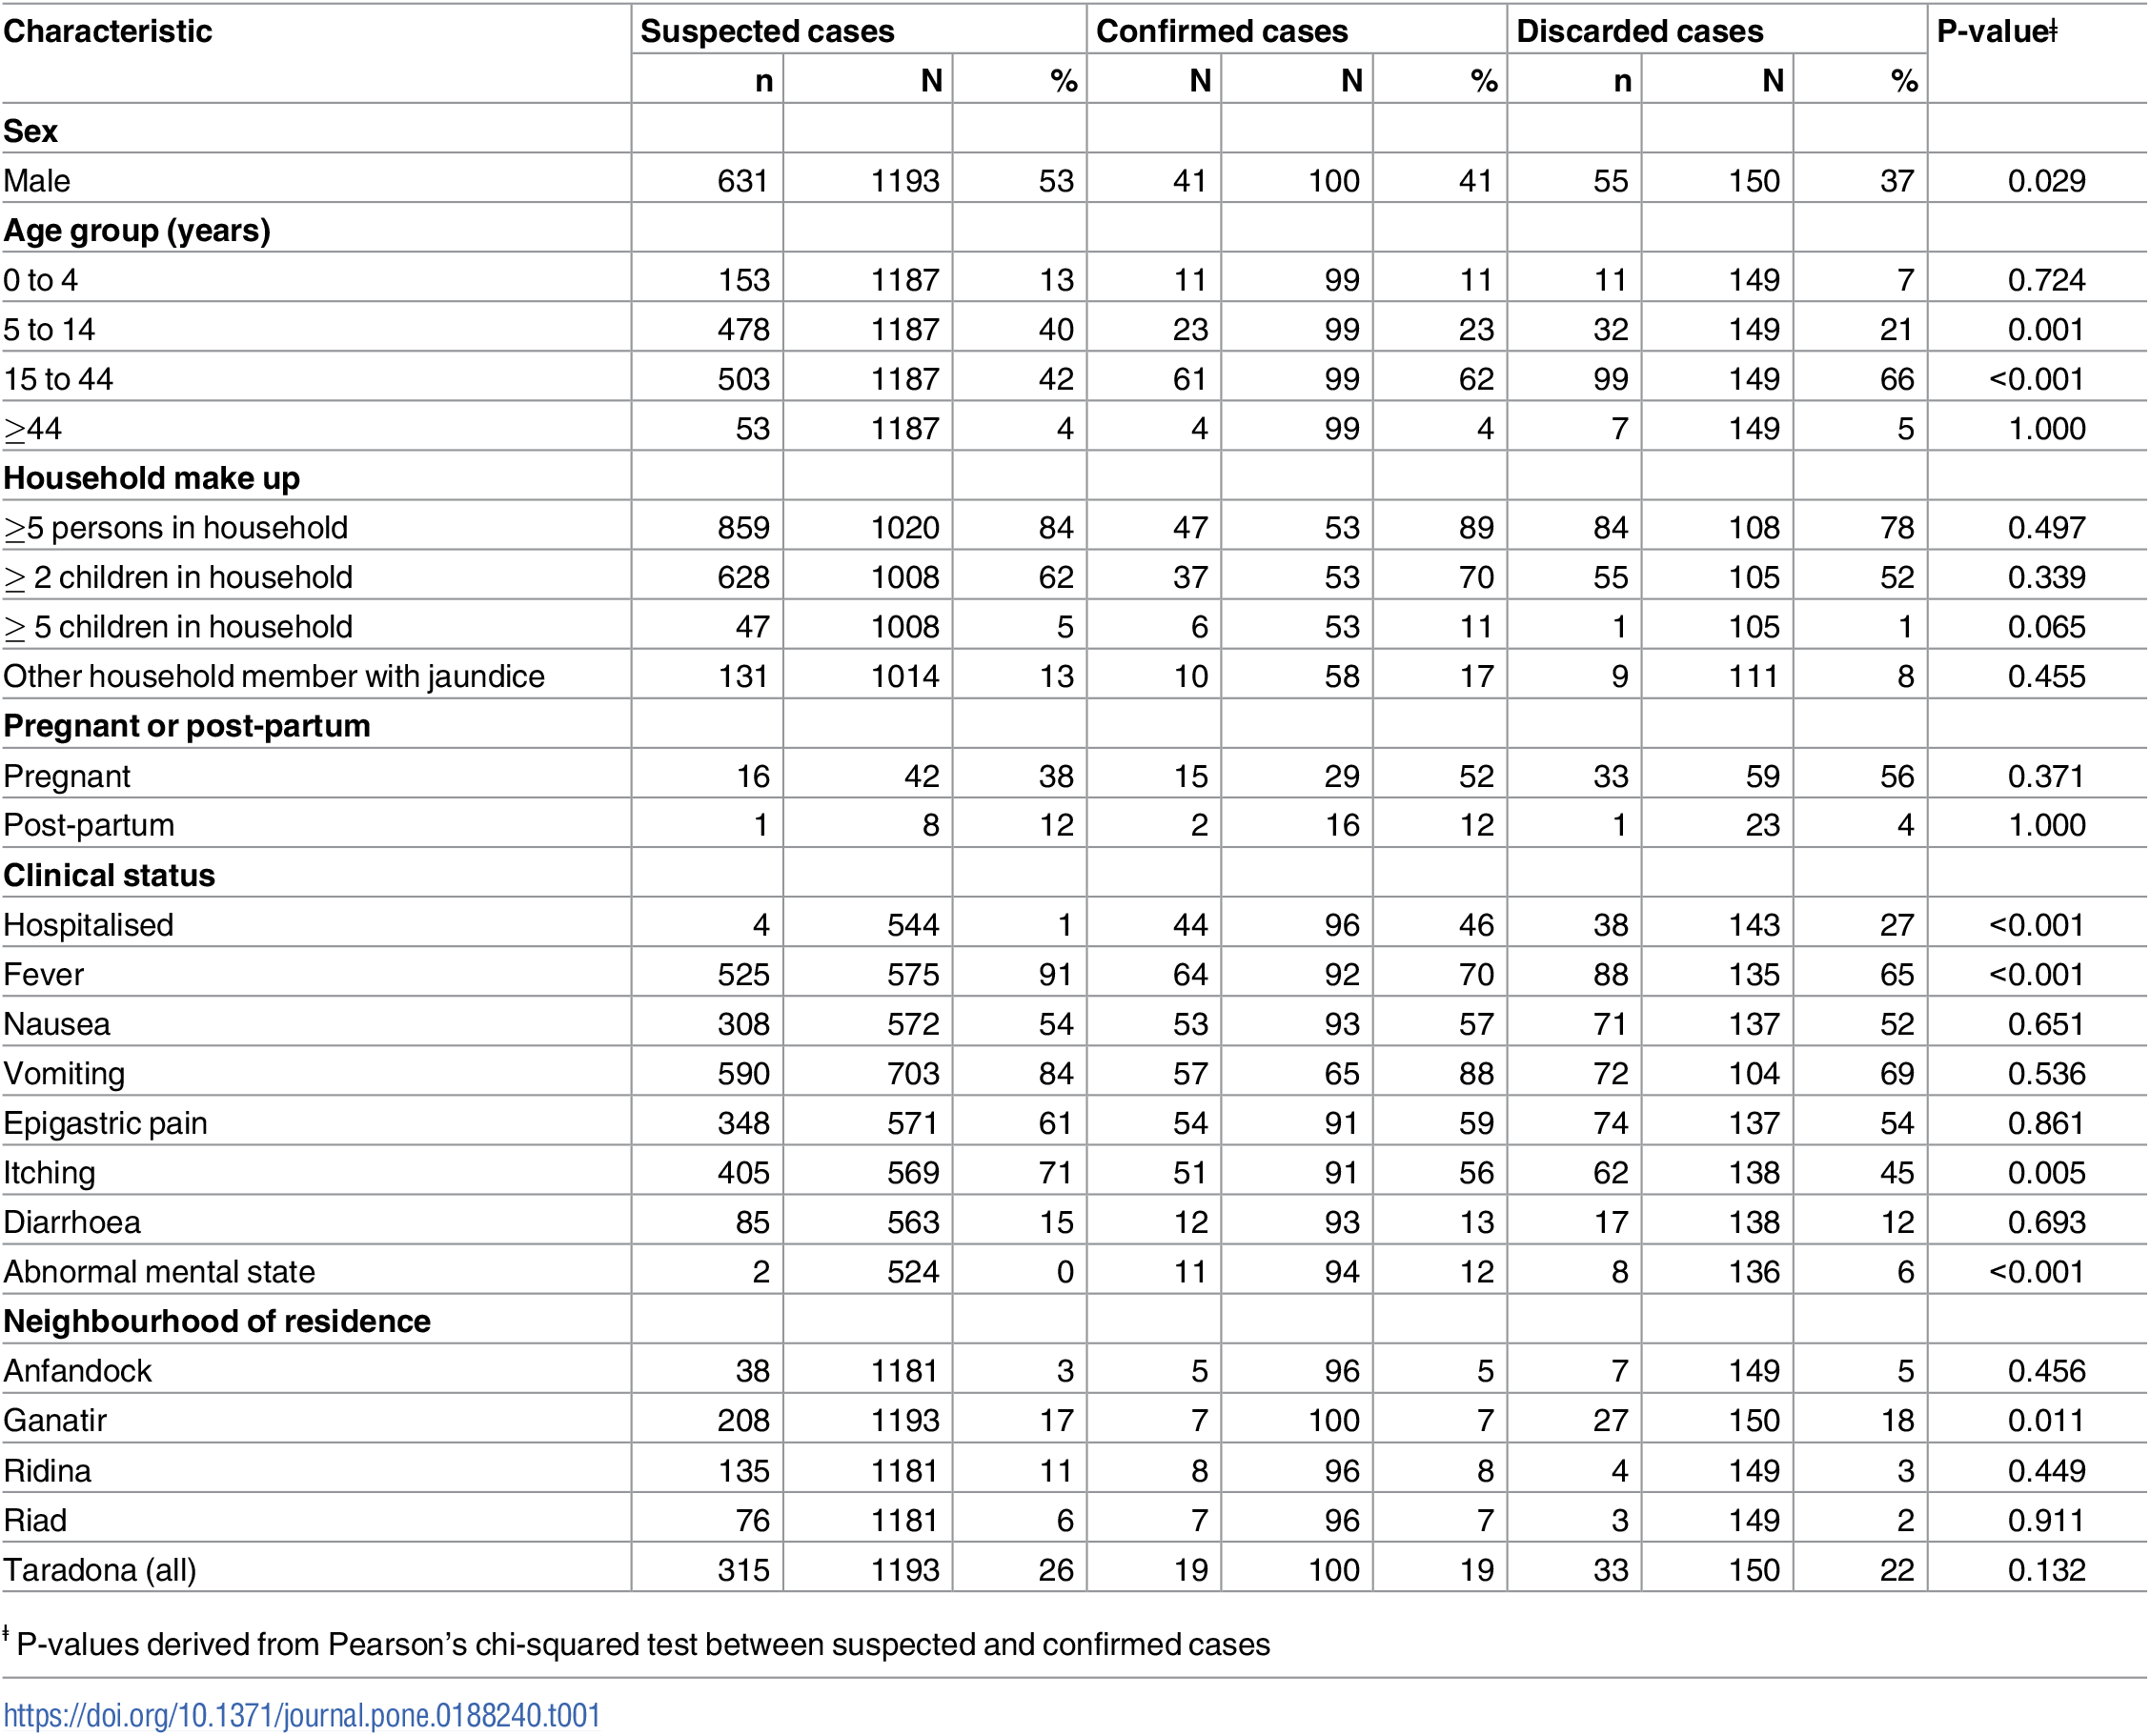 Characteristic Suspected cases Confirmed cases Discarded cases P-valueǂ
n N % N N % n N %
Sex
Male 631 1193 53 41 100 41 55 150 37 0.029
Age group (years)
0 to 4 153 1187 13 11 99 11 11 149 7 0.724
5 to 14 478 1187 40 23 99 23 32 149 21 0.001
15 to 44 503 1187 42 61 99 62 99 149 66 <0.001
≥44 53 1187 4 4 99 4 7 149 5 1.000
Household make up
≥5 persons in household 859 1020 84 47 53 89 84 108 78 0.497
≥ 2 children in household 628 1008 62 37 53 70 55 105 52 0.339
≥ 5 children in household 47 1008 5 6 53 11 1 105 1 0.065
Other household member with jaundice 131 1014 13 10 58 17 9 111 8 0.455
Pregnant or post-partum
Pregnant 16 42 38 15 29 52 33 59 56 0.371
Post-partum 1 8 12 2 16 12 1 23 4 1.000
Clinical status
Hospitalised 4 544 1 44 96 46 38 143 27 <0.001
Fever 525 575 91 64 92 70 88 135 65 <0.001
Nausea 308 572 54 53 93 57 71 137 52 0.651
Vomiting 590 703 84 57 65 88 72 104 69 0.536
Epigastric pain 348 571 61 54 91 59 74 137 54 0.861
Itching 405 569 71 51 91 56 62 138 45 0.005
Diarrhoea 85 563 15 12 93 13 17 138 12 0.693
Abnormal mental state 2 524 0 11 94 12 8 136 6 <0.001
Neighbourhood of residence
Anfandock 38 1181 3 5 96 5 7 149 5 0.456
Ganatir 208 1193 17 7 100 7 27 150 18 0.011
Ridina 135 1181 11 8 96 8 4 149 3 0.449
Riad 76 1181 6 7 96 7 3 149 2 0.911
Taradona (all) 315 1193 26 19 100 19 33 150 22 0.132
ǂ P-values derived from Pearson's chi-squared test between suspected and confirmed cases
https://doi.org/10.1371/journal.pone.0188240.t001